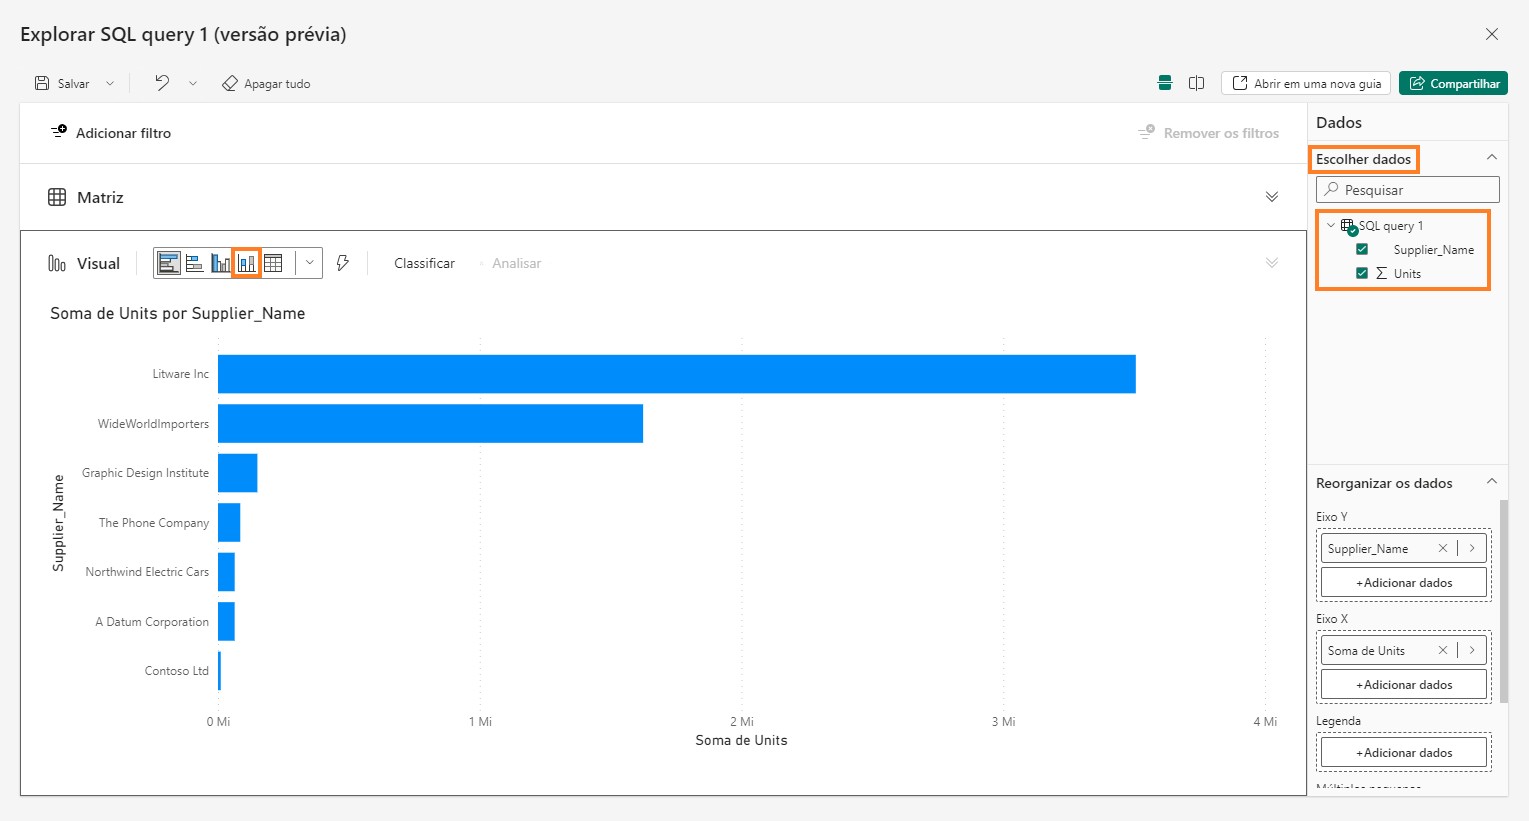 Explorar SQL query 1 (versão prévia)
Salvar
Apagar tudo
Abrir em uma nova guia
Compartilhar
Adicionar filtro
Remover os filtros
Matriz
Visual
Classificar
Analisar
Soma de Units por Supplier_Name
Supplier_Name
Litware Inc
WideWorldImporters
Graphic Design Institute
The Phone Company
Northwind Electric Cars
A Datum Corporation
Contoso Ltd
0 Mi
1 Mi
2 Mi
3 Mi
4 Mi
Soma de Units
Dados
Escolher dados
Pesquisar
SQL query 1
Supplier_Name
Units
Reorganizar os dados
Eixo Y
Supplier_Name
+Adicionar dados
Eixo X
Soma de Units
+Adicionar dados
Legenda
+Adicionar dados